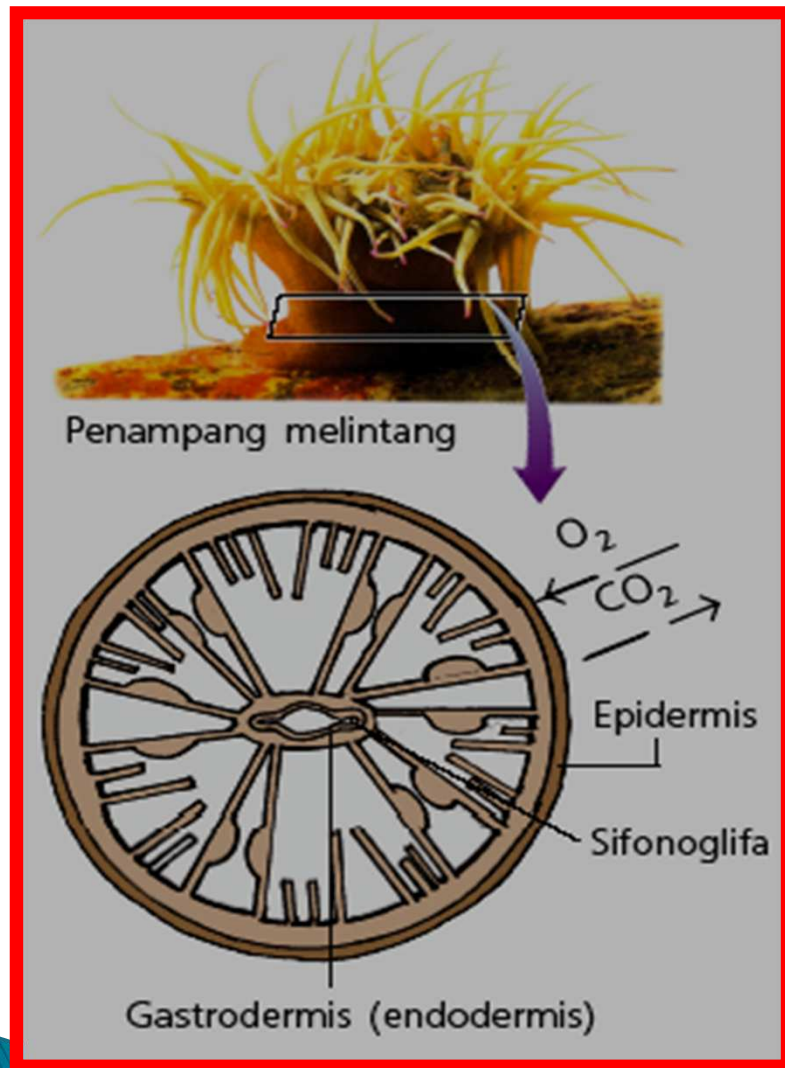 Penampang melintang
O2
CO2
Epidermis
Sifonoglifa
Gastrodermis (endodermis)